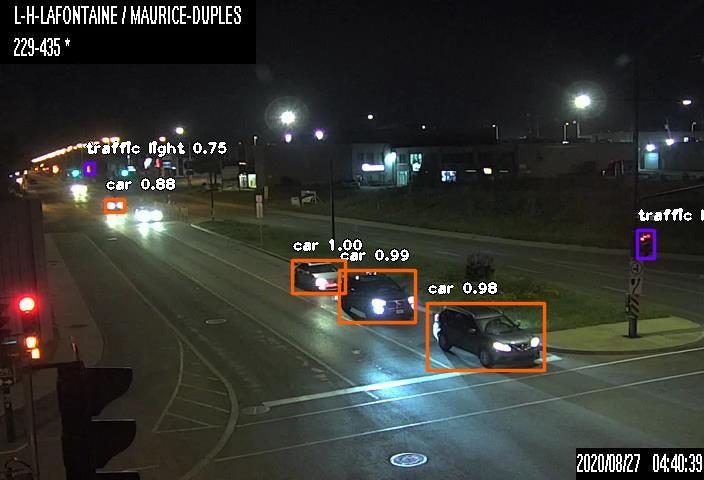 L-H-LAFONTAINE / MAURICE-DUPLES
229-435 *
traffic light 0.75
car 0.88
traffic l
car 1.00
car 0.99
car 0.98
2020/08/27 04:40:39